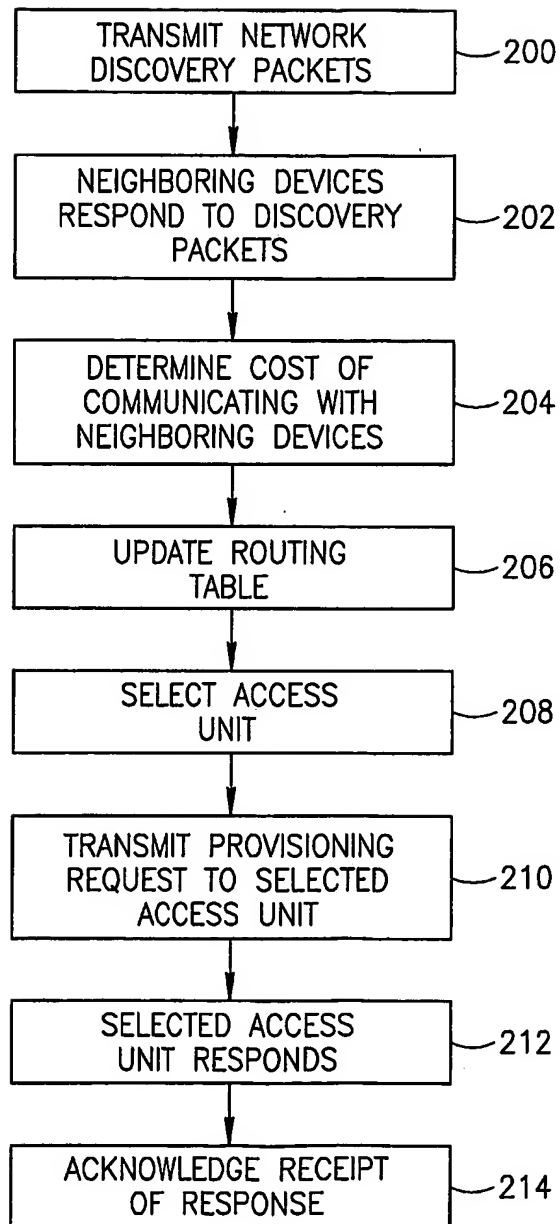 TRANSMIT NETWORK
DISCOVERY PACKETS
200
NEIGHBORING DEVICES
RESPOND TO DISCOVERY
PACKETS
202
DETERMINE COST OF
COMMUNICATING WITH
NEIGHBORING DEVICES
204
UPDATE ROUTING
TABLE
206
SELECT ACCESS
UNIT
208
TRANSMIT PROVISIONING
REQUEST TO SELECTED
ACCESS UNIT
210
SELECTED ACCESS
UNIT RESPONDS
212
ACKNOWLEDGE RECEIPT
OF RESPONSE
214